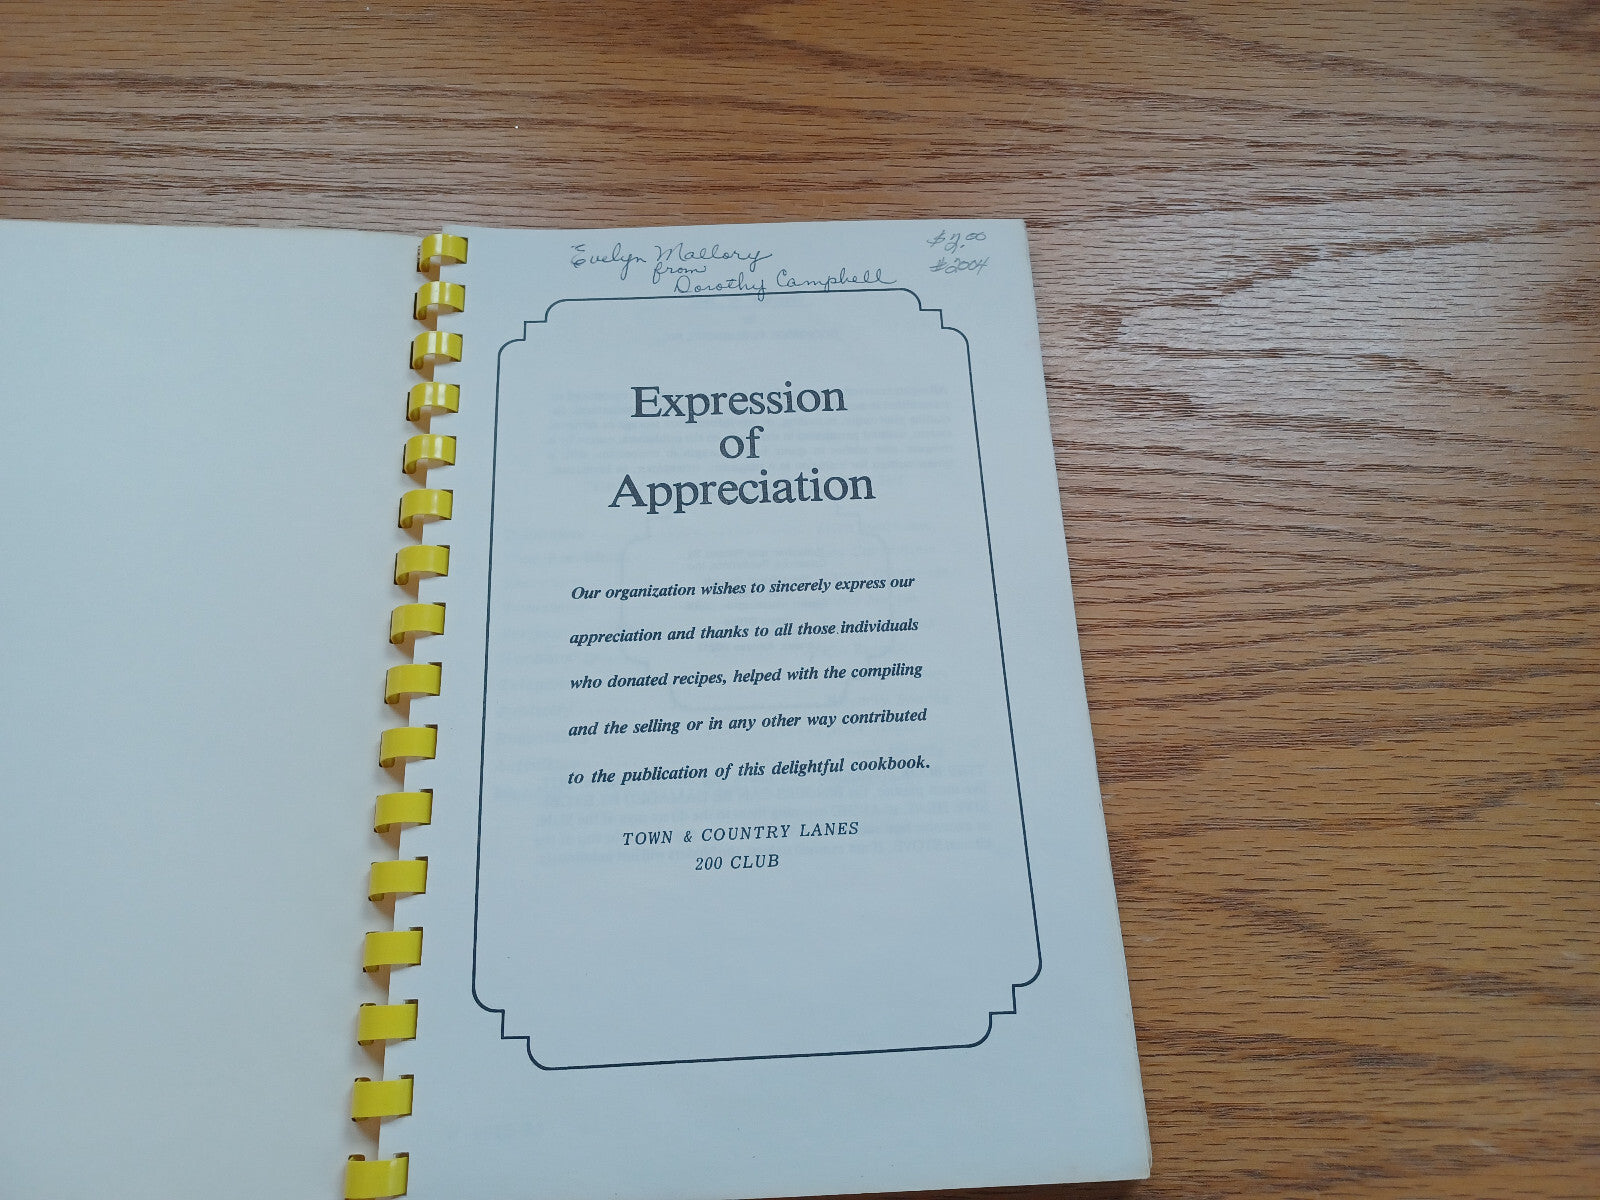 Evelyn Mallory
from
Dorothy Campbell
$2.00
#2004
Expression
of
Appreciation
Our organization wishes to sincerely express our
appreciation and thanks to all those individuals
who donated recipes, helped with the compiling
and the selling or in any other way contributed
to the publication of this delightful cookbook.
TOWN & COUNTRY LANES
200 CLUB